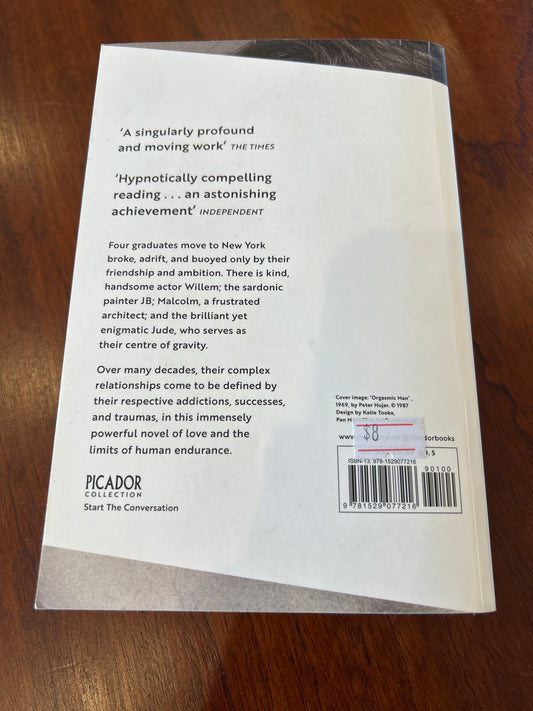 ‘A singularly profound
and moving work’ THE TIMES
‘Hypnotically compelling
reading . . . an astonishing
achievement’ INDEPENDENT
Four graduates move to New York
broke, adrift, and buoyed only by their
friendship and ambition. There is kind,
handsome actor Willem; the sardonic
painter JB; Malcolm, a frustrated
architect; and the brilliant yet
enigmatic Jude, who serves as
their centre of gravity.
Over many decades, their complex
relationships come to be defined by
their respective addictions, successes,
and traumas, in this immensely
powerful novel of love and the
limits of human endurance.
PICADOR
COLLECTION
Start The Conversation
Cover image: ‘Orgasmic Man’,
1969, by Peter Hujar. © 1987
Design by Katie Tooke,
Pan
$8
picadorbooks
ISBN-13: 978-1529077216
90100
9 781529 077216